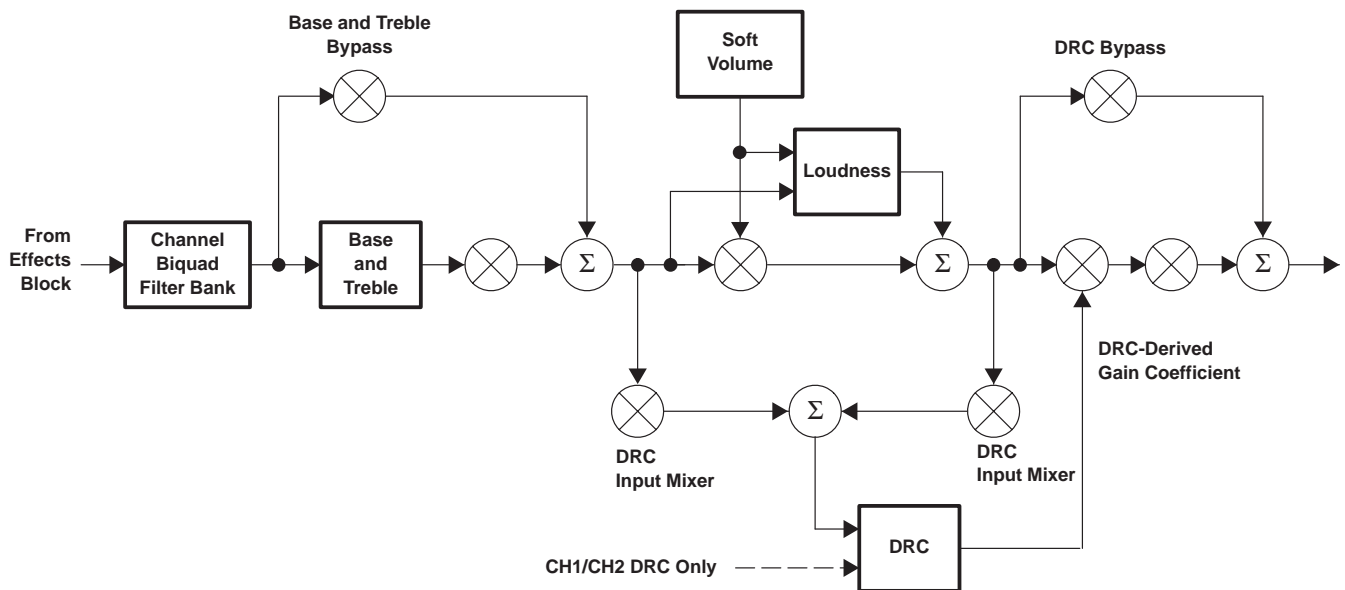 Base and Treble
Bypass
Soft
Volume
DRC Bypass
Loudness
From
Effects
Block
Channel
Biquad
Filter Bank
Base
and
Treble
Σ
Σ
Σ
DRC-Derived
Gain Coefficient
Σ
DRC
Input Mixer
DRC
Input Mixer
DRC
CH1/CH2 DRC Only